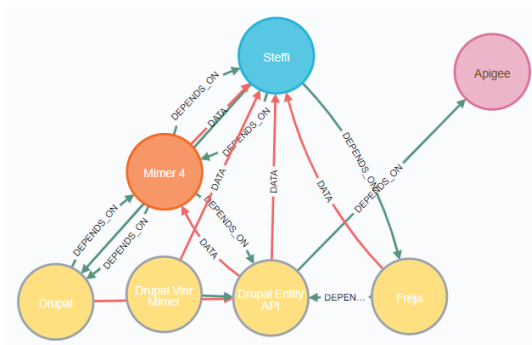 Steffi
Apigee
DEPENDS_ON
DATA
DEPENDS_ON
DEPENDS_ON
Mimer 4
DATA
DEPENDS_ON
DATA
DEPENDS_ON
DEPENDS_ON
DATA
DEPENDS_ON
DATA
Drupal
Drupal Vinr
Mimer
Drupal Entity
API
DEPEN...
Freja